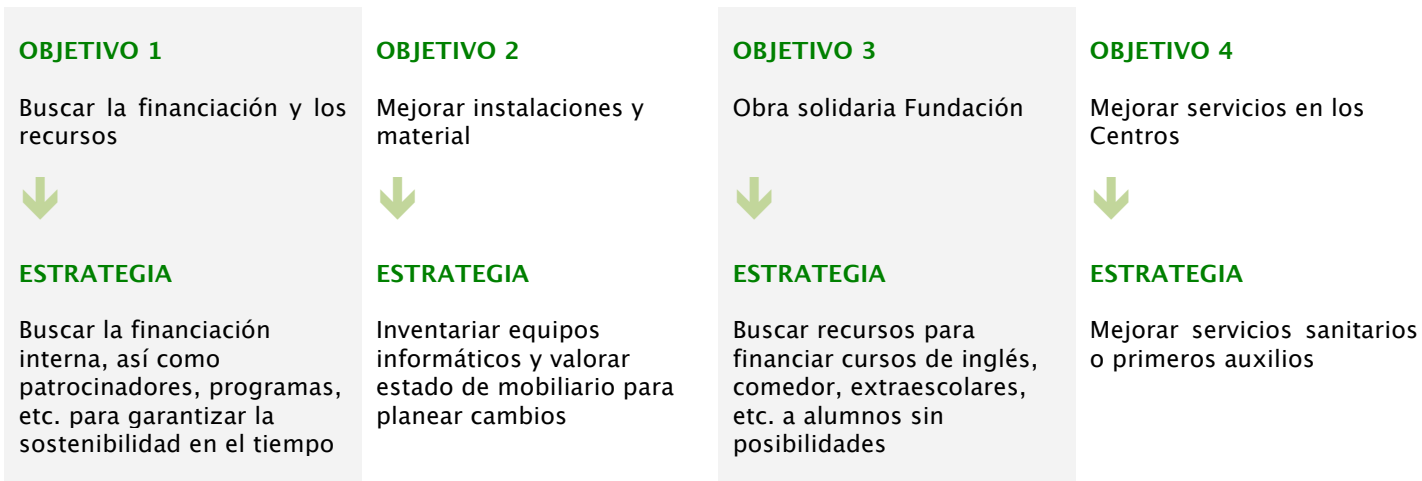 OBJETIVO 1
Buscar la financiación y los
recursos
ESTRATEGIA
Buscar la financiación
interna, así como
patrocinadores, programas,
etc. para garantizar la
sostenibilidad en el tiempo
OBJETIVO 2
Mejorar instalaciones y
material
ESTRATEGIA
Inventariar equipos
informáticos y valorar
estado de mobiliario para
planear cambios
OBJETIVO 3
Obra solidaria Fundación
ESTRATEGIA
Buscar recursos para
financiar cursos de inglés,
comedor, extraescolares,
etc. a alumnos sin
posibilidades
OBJETIVO 4
Mejorar servicios en los
Centros
ESTRATEGIA
Mejorar servicios sanitarios
o primeros auxilios